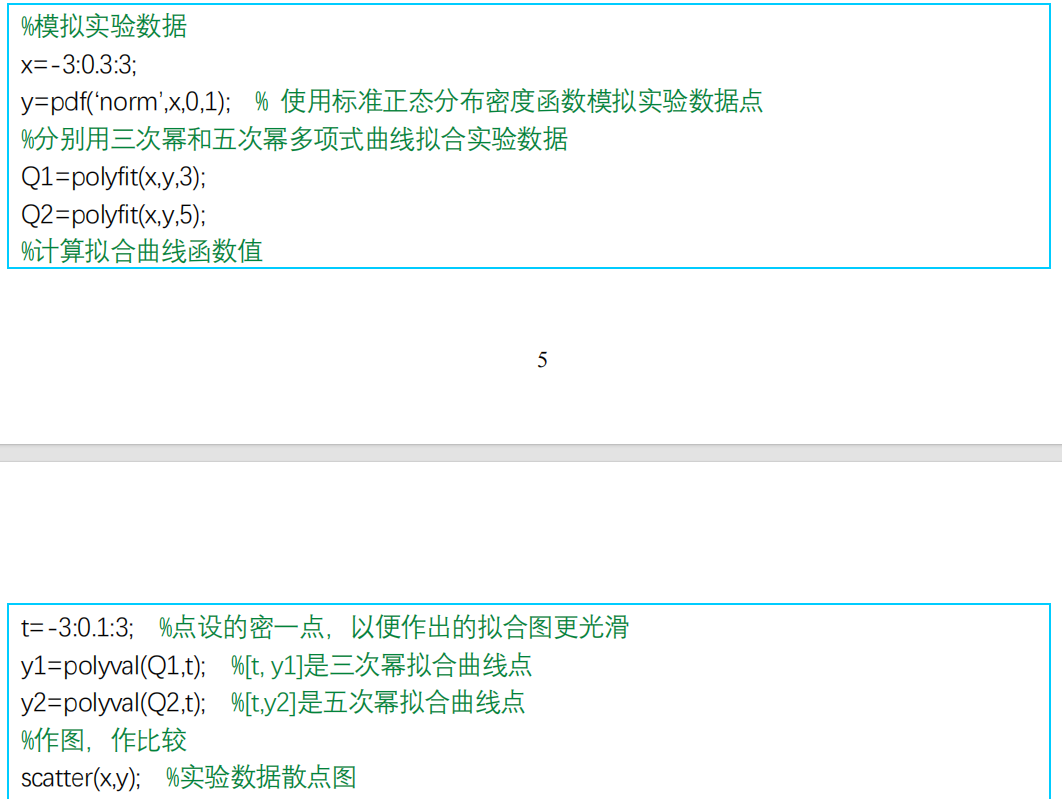 %模拟实验数据
x=-3:0.3:3;
y=pdf(‘norm’,x,0,1); % 使用标准正态分布密度函数模拟实验数据点
%分别用三次幂和五次幂多项式曲线拟合实验数据
Q1=polyfit(x,y,3);
Q2=polyfit(x,y,5);
%计算拟合曲线函数值
5
t=-3:0.1:3; %点设的密一点，以便作出的拟合图更光滑
y1=polyval(Q1,t); %[t, y1]是三次幂拟合曲线点
y2=polyval(Q2,t); %[t,y2]是五次幂拟合曲线点
%作图，作比较
scatter(x,y); %实验数据散点图